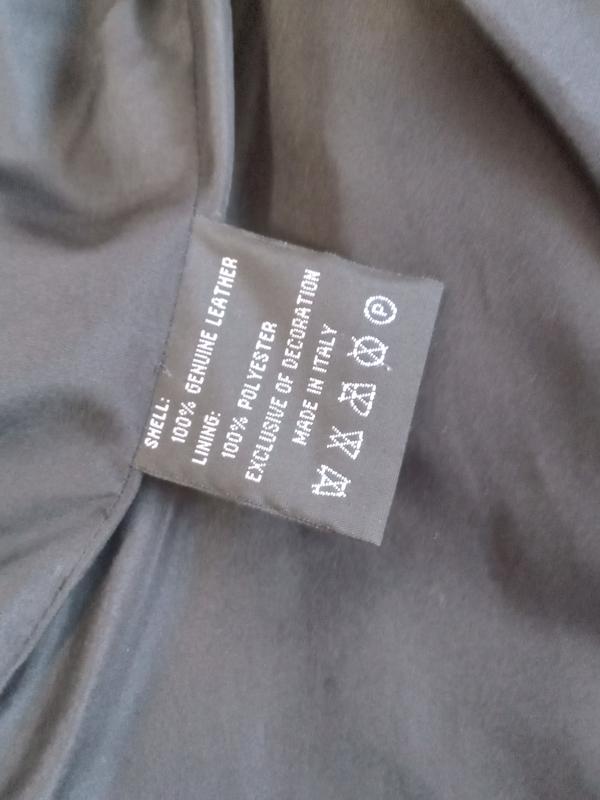 SHELL:
100% GENUINE LEATHER
LINING:
100% POLYESTER
EXCLUSIVE OF DECORATION
MADE IN ITALY
P